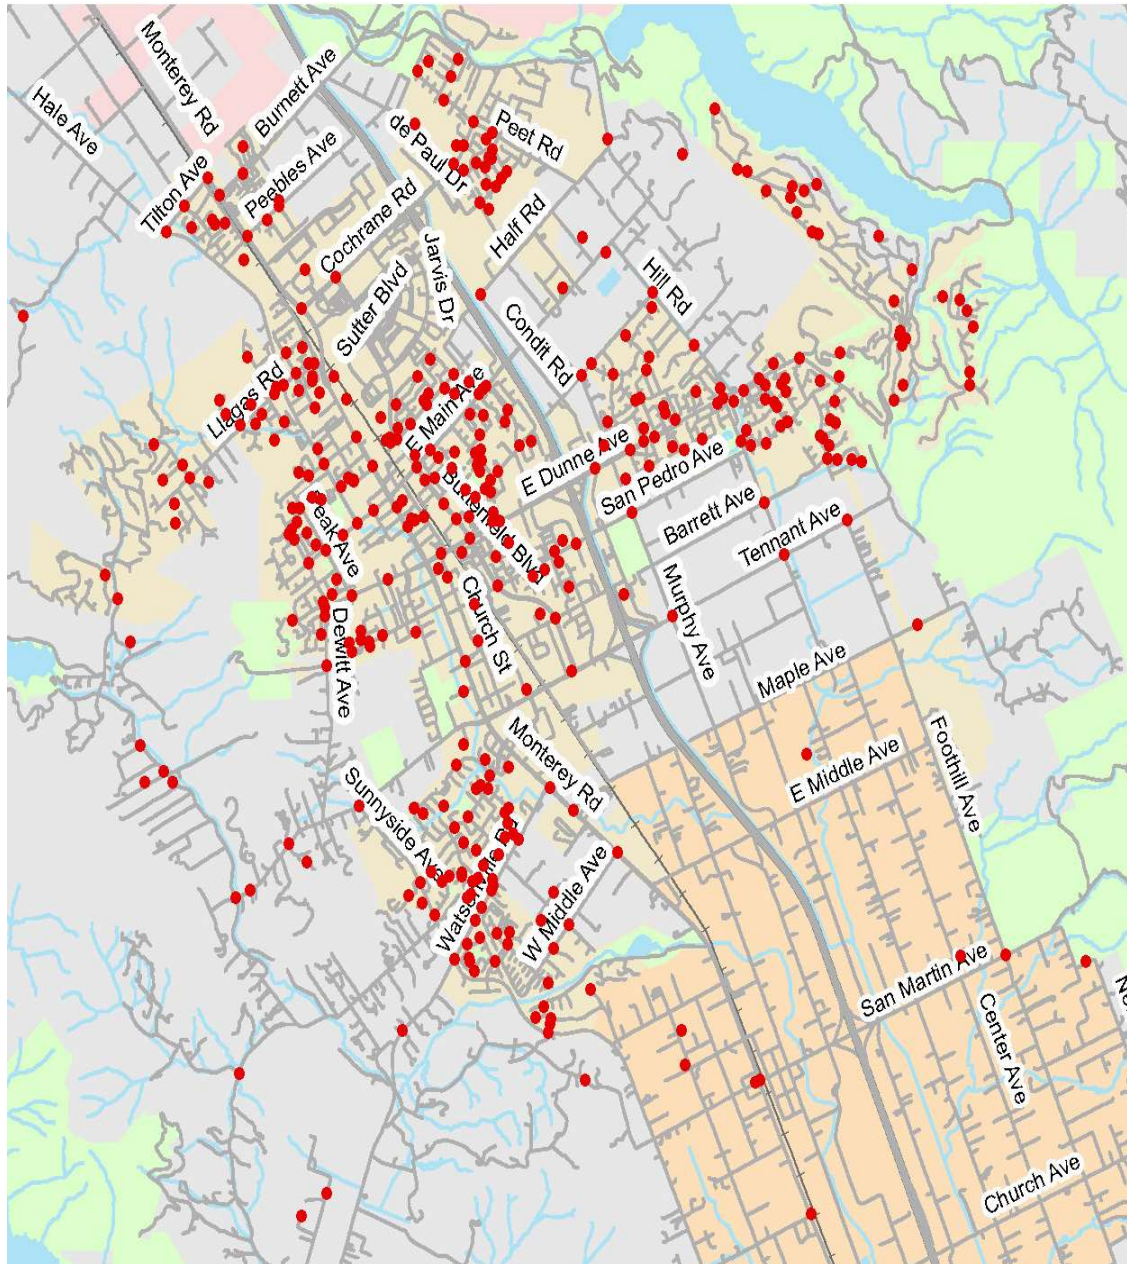 Monterey Rd
Burnett Ave
Hale Ave
de Paul Dr
Peet Rd
Peebles Ave
Tilton Ave
Cochrane Rd
Half Rd
Jarvis Dr
Hill Rd
Sutter Blvd
Condit Rd
Llagas Rd
E Main Ave
E Dunne Ave
San Pedro Ave
Butterfield Blvd
Barrett Ave
Tennant Ave
Peak Ave
Church St
Murphy Ave
Dewitt Ave
Maple Ave
Monterey Rd
Foothill Ave
E Middle Ave
Sunnyside Ave
Watsonville Rd
W Middle Ave
San Martin Ave
Center Ave
Church Ave